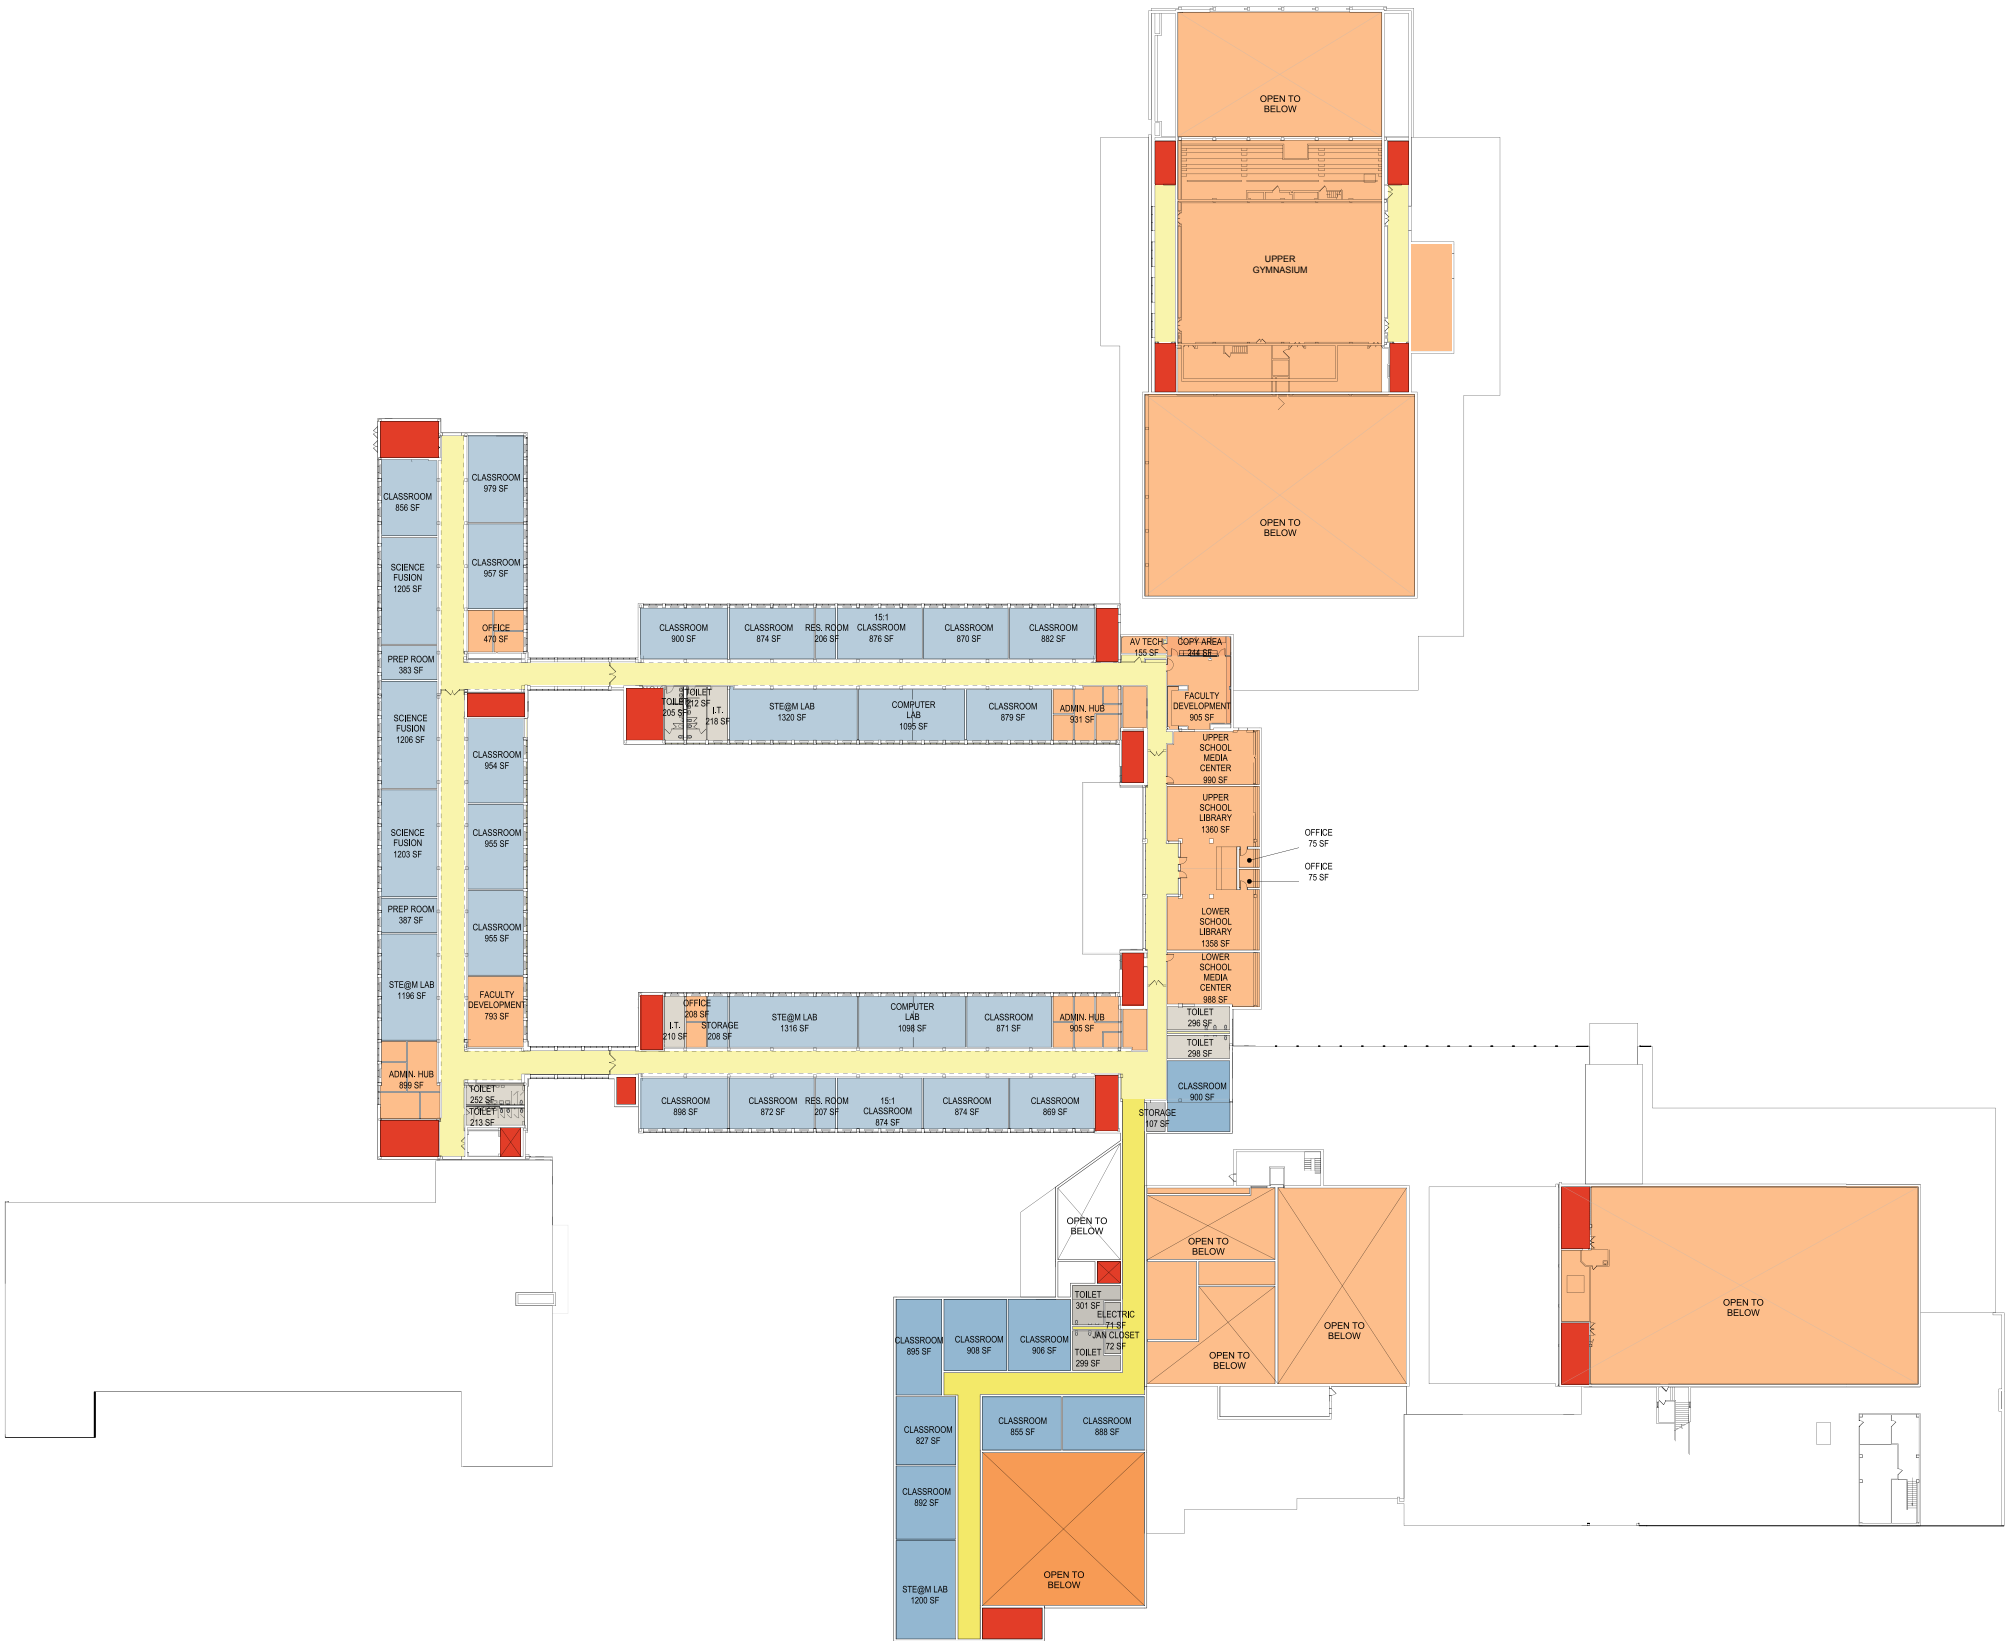 OPEN TO
BELOW
UPPER
GYMNASIUM
OPEN TO
BELOW
CLASSROOM
979 SF
CLASSROOM
856 SF
CLASSROOM
957 SF
SCIENCE
FUSION
1205 SF
OFFICE
470 SF
PREP ROOM
383 SF
SCIENCE
FUSION
1206 SF
CLASSROOM
954 SF
SCIENCE
FUSION
1203 SF
CLASSROOM
955 SF
PREP ROOM
387 SF
CLASSROOM
955 SF
STE@M LAB
1196 SF
FACULTY
DEVELOPMENT
793 SF
ADMIN. HUB
899 SF
TOILET
252 SF
TOILET
213 SF
CLASSROOM
900 SF
CLASSROOM
874 SF
RES. ROOM
206 SF
15:1
CLASSROOM
876 SF
CLASSROOM
870 SF
CLASSROOM
882 SF
TOILET
205 SF
TOILET
212 SF
I.T.
218 SF
STE@M LAB
1320 SF
COMPUTER
LAB
1095 SF
CLASSROOM
879 SF
ADMIN. HUB
931 SF
AV TECH
155 SF
COPY AREA
244 SF
FACULTY
DEVELOPMENT
905 SF
UPPER
SCHOOL
MEDIA
CENTER
990 SF
UPPER
SCHOOL
LIBRARY
1360 SF
OFFICE
75 SF
OFFICE
75 SF
LOWER
SCHOOL
LIBRARY
1358 SF
LOWER
SCHOOL
MEDIA
CENTER
988 SF
I.T.
210 SF
OFFICE
208 SF
STORAGE
208 SF
STE@M LAB
1316 SF
COMPUTER
LAB
1098 SF
CLASSROOM
871 SF
ADMIN. HUB
905 SF
TOILET
296 SF
TOILET
298 SF
CLASSROOM
898 SF
CLASSROOM
872 SF
RES. ROOM
207 SF
15:1
CLASSROOM
874 SF
CLASSROOM
874 SF
CLASSROOM
869 SF
CLASSROOM
900 SF
STORAGE
107 SF
OPEN TO
BELOW
OPEN TO
BELOW
OPEN TO
BELOW
OPEN TO
BELOW
OPEN TO
BELOW
TOILET
301 SF
ELECTRIC
71 SF
JAN CLOSET
72 SF
TOILET
299 SF
CLASSROOM
895 SF
CLASSROOM
908 SF
CLASSROOM
906 SF
CLASSROOM
827 SF
CLASSROOM
855 SF
CLASSROOM
888 SF
CLASSROOM
892 SF
STE@M LAB
1200 SF
OPEN TO
BELOW